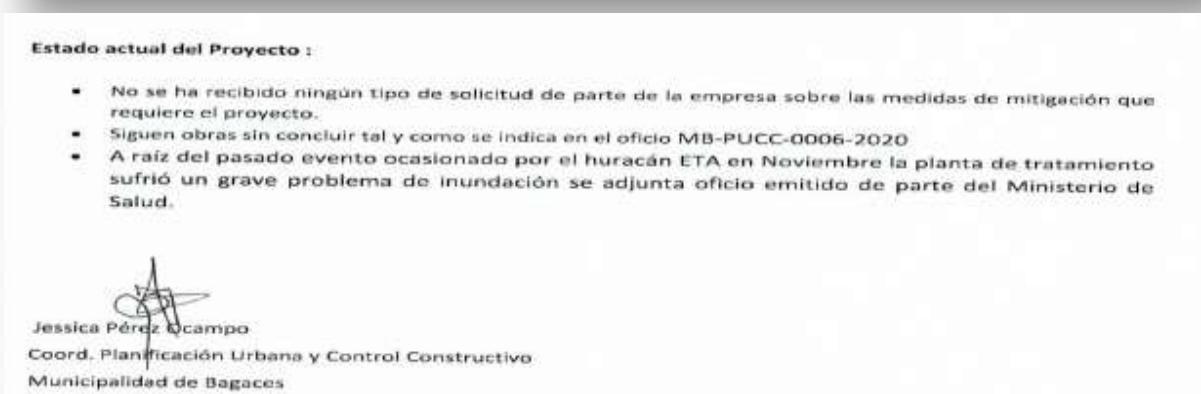 Estado actual del Proyecto :
No se ha recibido ningún tipo de solicitud de parte de la empresa sobre las medidas de mitigación que
requiere el proyecto.
Siguen obras sin concluir tal y como se indica en el oficio MB-PUCC-0006-2020
A raíz del pasado evento ocasionado por el huracán ETA en Noviembre la planta de tratamiento
sufrió un grave problema de inundación se adjunta oficio emitido de parte del Ministerio de
Salud.
Jessica Pérez Ocampo
Coord. Planificación Urbana y Control Constructivo
Municipalidad de Bagaces